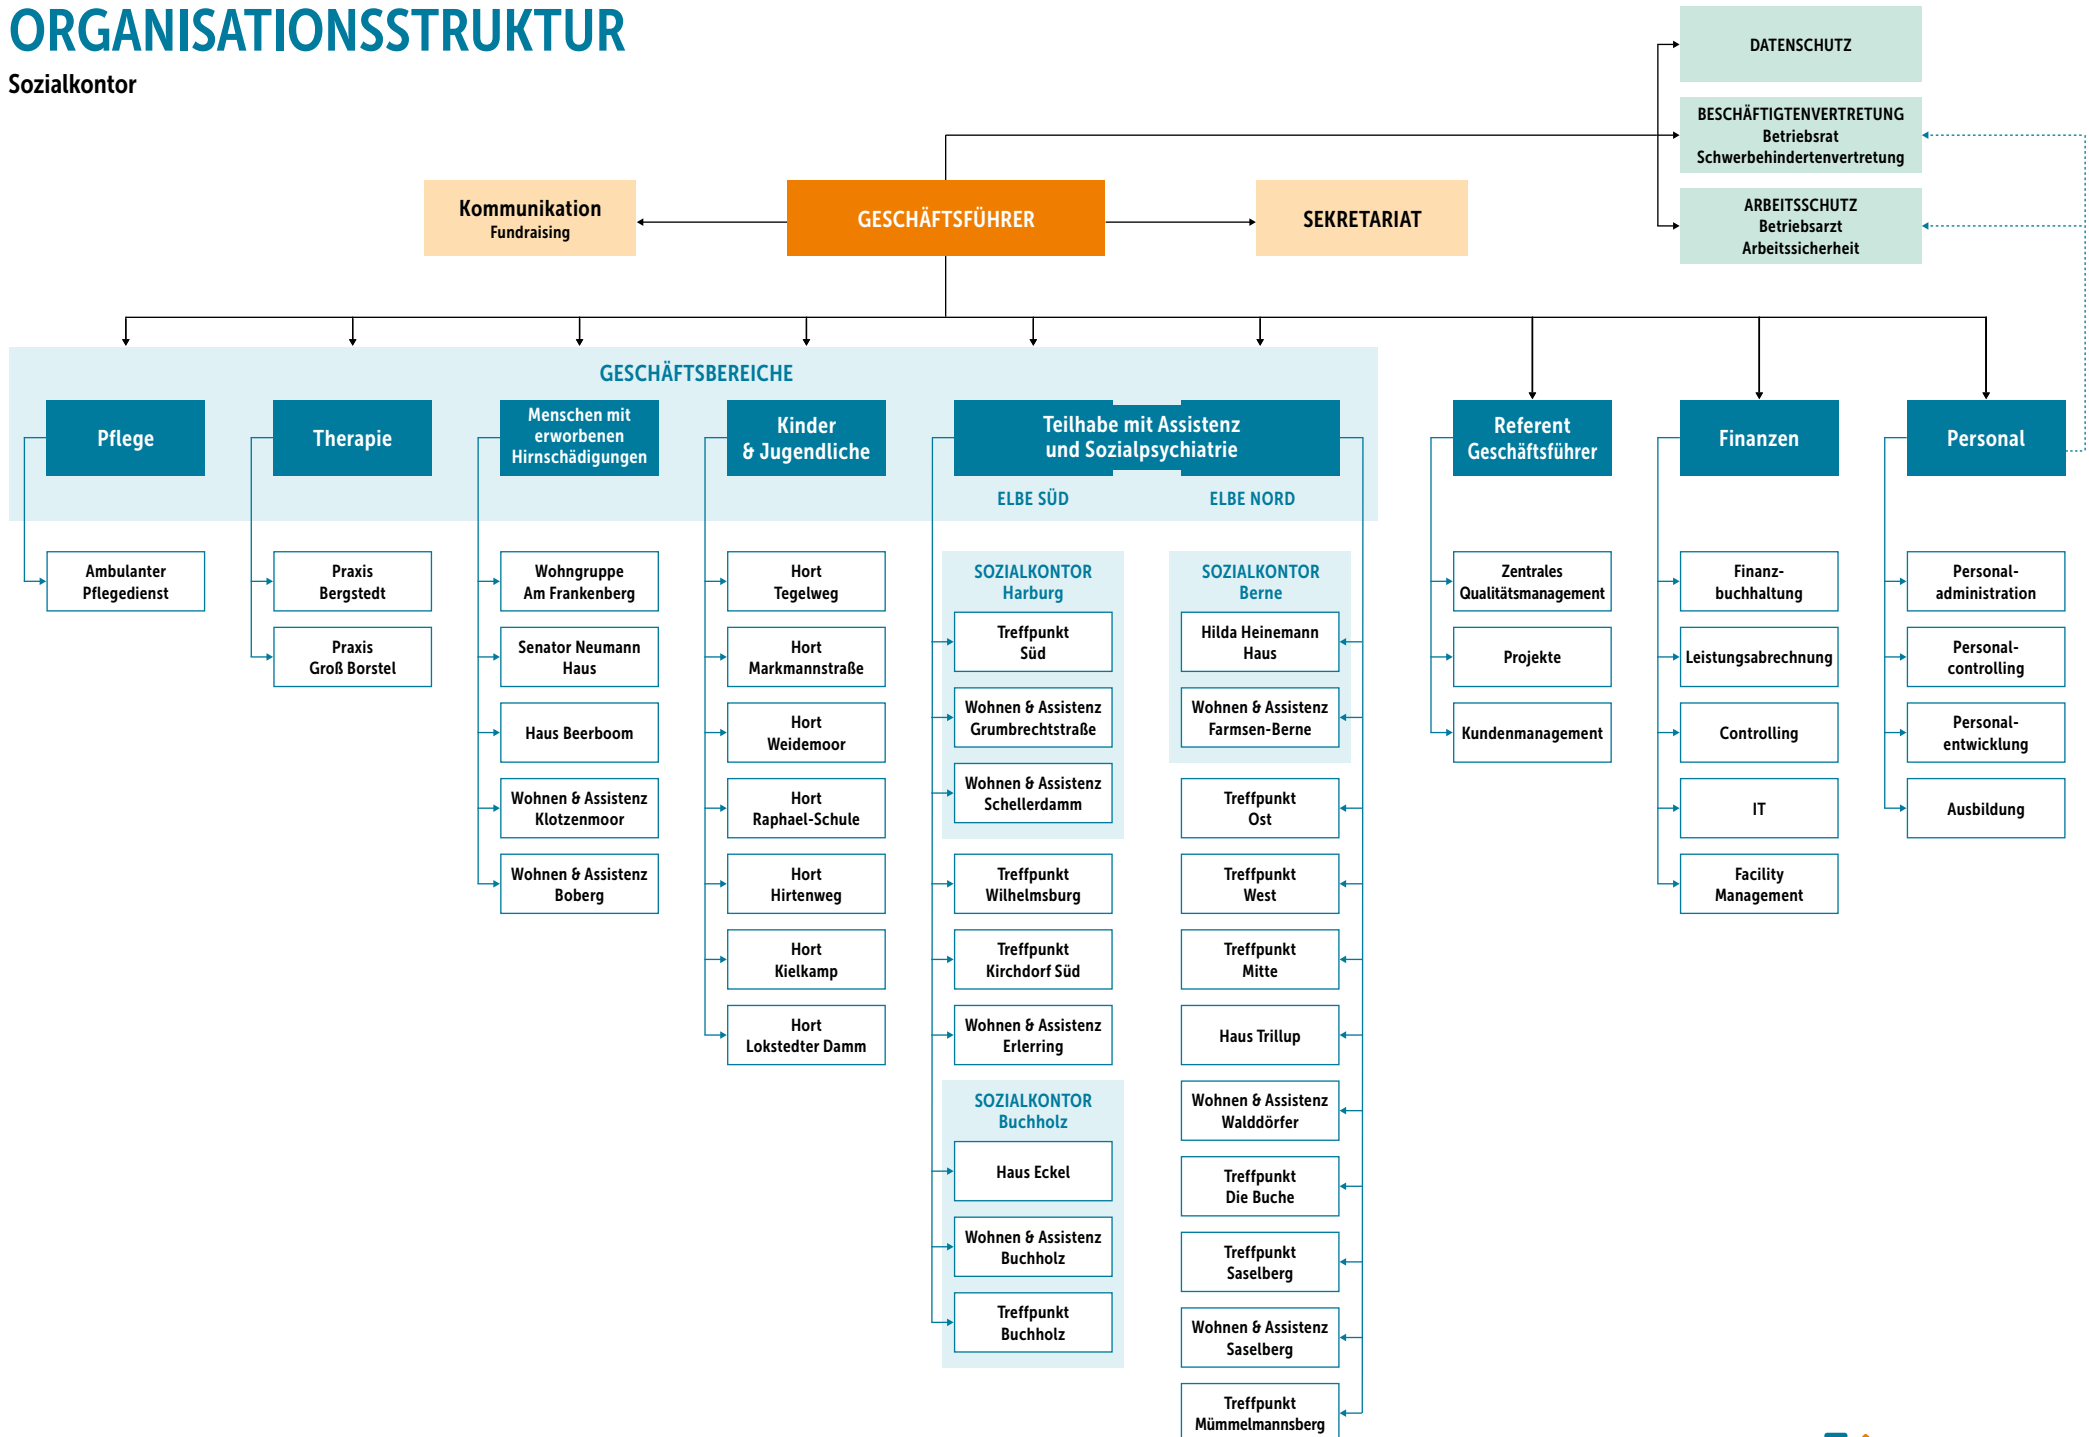 ORGANISATIONSSTRUKTUR
Sozialkontor
DATENSCHUTZ
BESCHÄFTIGTENVERTRETUNG
Betriebsrat
Schwerbehindertenvertretung
ARBEITSSCHUTZ
Betriebsarzt
Arbeitssicherheit
Kommunikation
Fundraising
GESCHÄFTSFÜHRER
SEKRETARIAT
GESCHÄFTSBEREICHE
Pflege
Therapie
Menschen mit
erworbenen
Hirnschädigungen
Kinder
& Jugendliche
Teilhabe mit Assistenz
und Sozialpsychiatrie
ELBE SÜD
ELBE NORD
Referent
Geschäftsführer
Finanzen
Personal
Ambulanter
Pflegedienst
Praxis
Bergstedt
Praxis
Groß Borstel
Wohngruppe
Am Frankenberg
Senator Neumann
Haus
Haus Beerboom
Wohnen & Assistenz
Klotzenmoor
Wohnen & Assistenz
Boberg
Hort
Tegelweg
Hort
Markmannstraße
Hort
Weidemoor
Hort
Raphael-Schule
Hort
Hirtenweg
Hort
Kielkamp
Hort
Lokstedter Damm
SOZIALKONTOR
Harburg
Treffpunkt
Süd
Wohnen & Assistenz
Grumbrechtstraße
Wohnen & Assistenz
Schellerdamm
Treffpunkt
Wilhelmsburg
Treffpunkt
Kirchdorf Süd
Wohnen & Assistenz
Erlerring
SOZIALKONTOR
Buchholz
Haus Eckel
Wohnen & Assistenz
Buchholz
Treffpunkt
Buchholz
SOZIALKONTOR
Berne
Hilda Heinemann
Haus
Wohnen & Assistenz
Farmsen-Berne
Treffpunkt
Ost
Treffpunkt
West
Treffpunkt
Mitte
Haus Trillup
Wohnen & Assistenz
Walddörfer
Treffpunkt
Die Buche
Treffpunkt
Saselberg
Wohnen & Assistenz
Saselberg
Treffpunkt
Mümmelmannsberg
Zentrales
Qualitätsmanagement
Projekte
Kundenmanagement
Finanz-
buchhaltung
Leistungsabrechnung
Controlling
IT
Facility
Management
Personal-
administration
Personal-
controlling
Personal-
entwicklung
Ausbildung